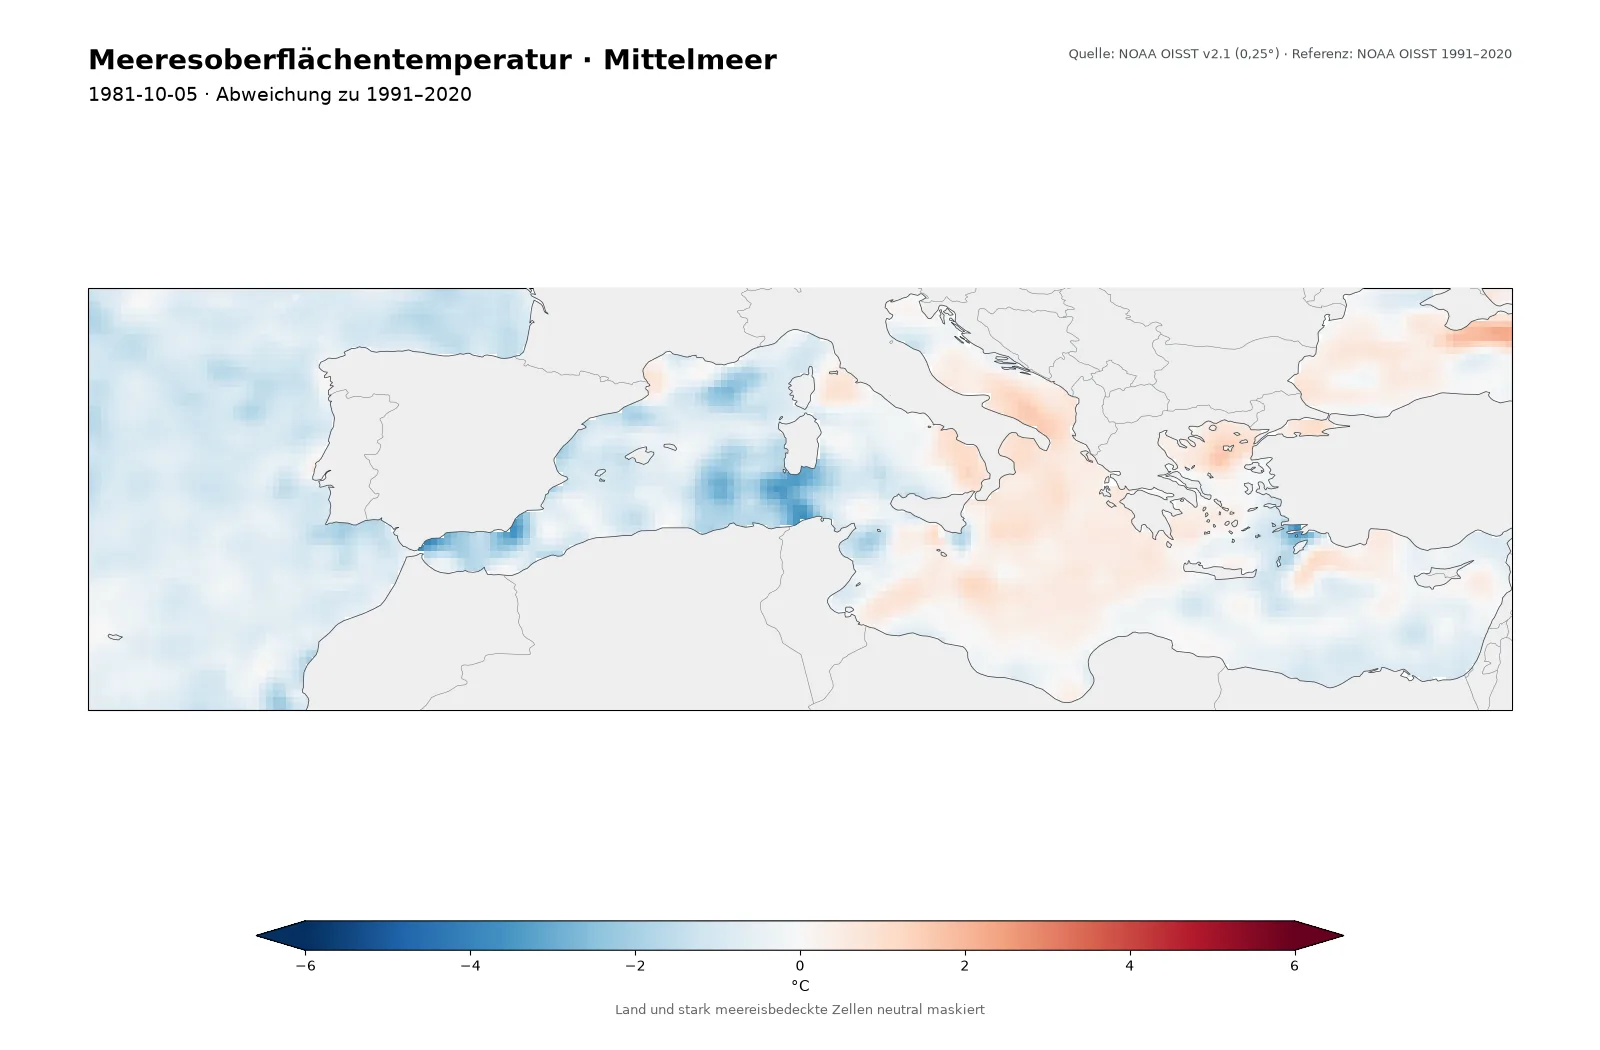 Meeresoberflächentemperatur · Mittelmeer
Quelle: NOAA OISST v2.1 (0,25°) · Referenz: NOAA OISST 1991–2020
1981-10-05 · Abweichung zu 1991–2020
−6 −4 −2 0 2 4 6
°C
Land und stark meereisbedeckte Zellen neutral maskiert